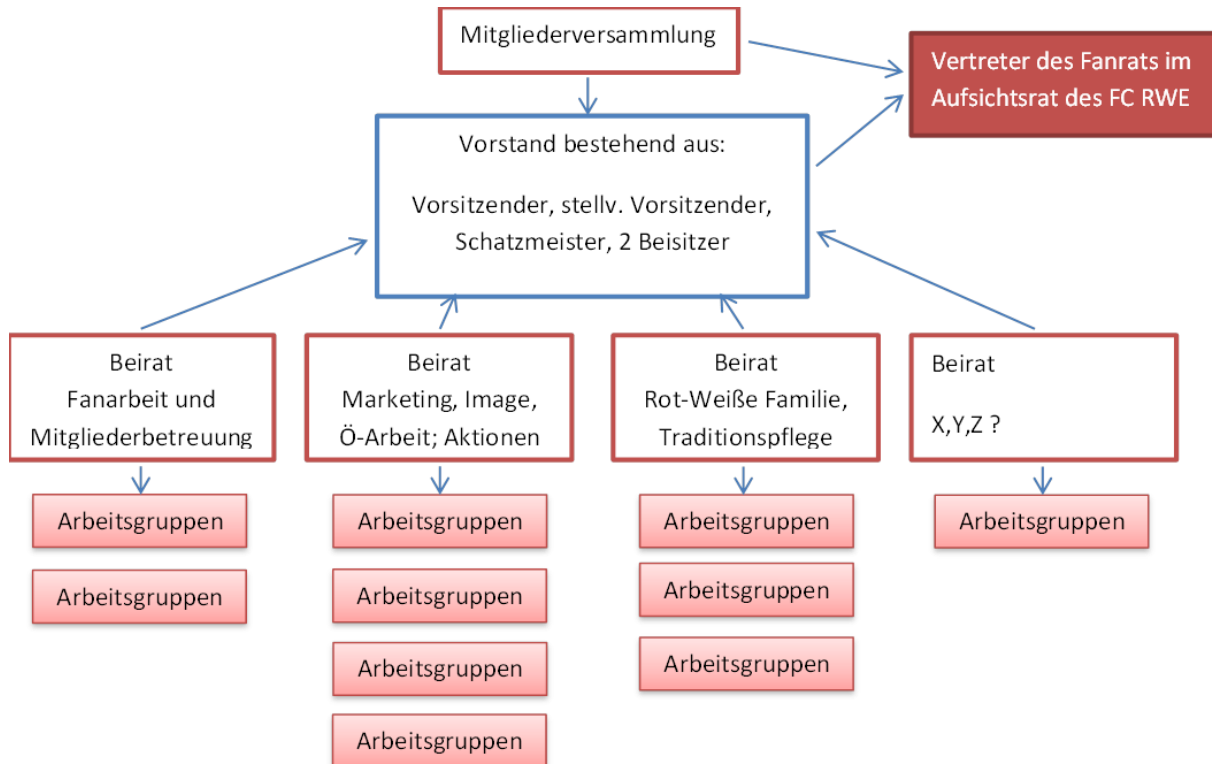 Mitgliederversammlung
Vertreter des Fanrats im
Aufsichtsrat des FC RWE
Vorstand bestehend aus:
Vorsitzender, stellv. Vorsitzender,
Schatzmeister, 2 Beisitzer
Beirat
Fanarbeit und
Mitgliederbetreuung
Beirat
Marketing, Image,
Ö-Arbeit; Aktionen
Beirat
Rot-Weiße Familie,
Traditionspflege
Beirat
X,Y,Z ?
Arbeitsgruppen
Arbeitsgruppen
Arbeitsgruppen
Arbeitsgruppen
Arbeitsgruppen
Arbeitsgruppen
Arbeitsgruppen
Arbeitsgruppen
Arbeitsgruppen
Arbeitsgruppen